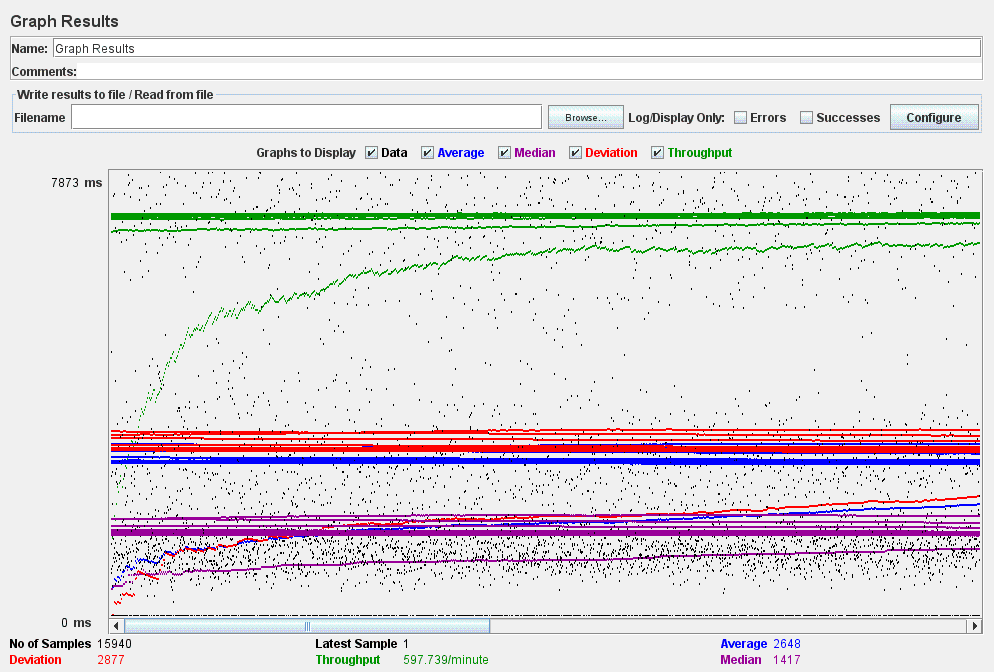 Graph Results
Name: Graph Results
Comments:
Write results to file / Read from file
Filename Browse... Log/Display Only: Errors Successes Configure
Graphs to Display Data Average Median Deviation Throughput
7873 ms
0 ms
No of Samples 15940 Latest Sample 1 Average 2648
Deviation 2877 Throughput 597.739/minute Median 1417